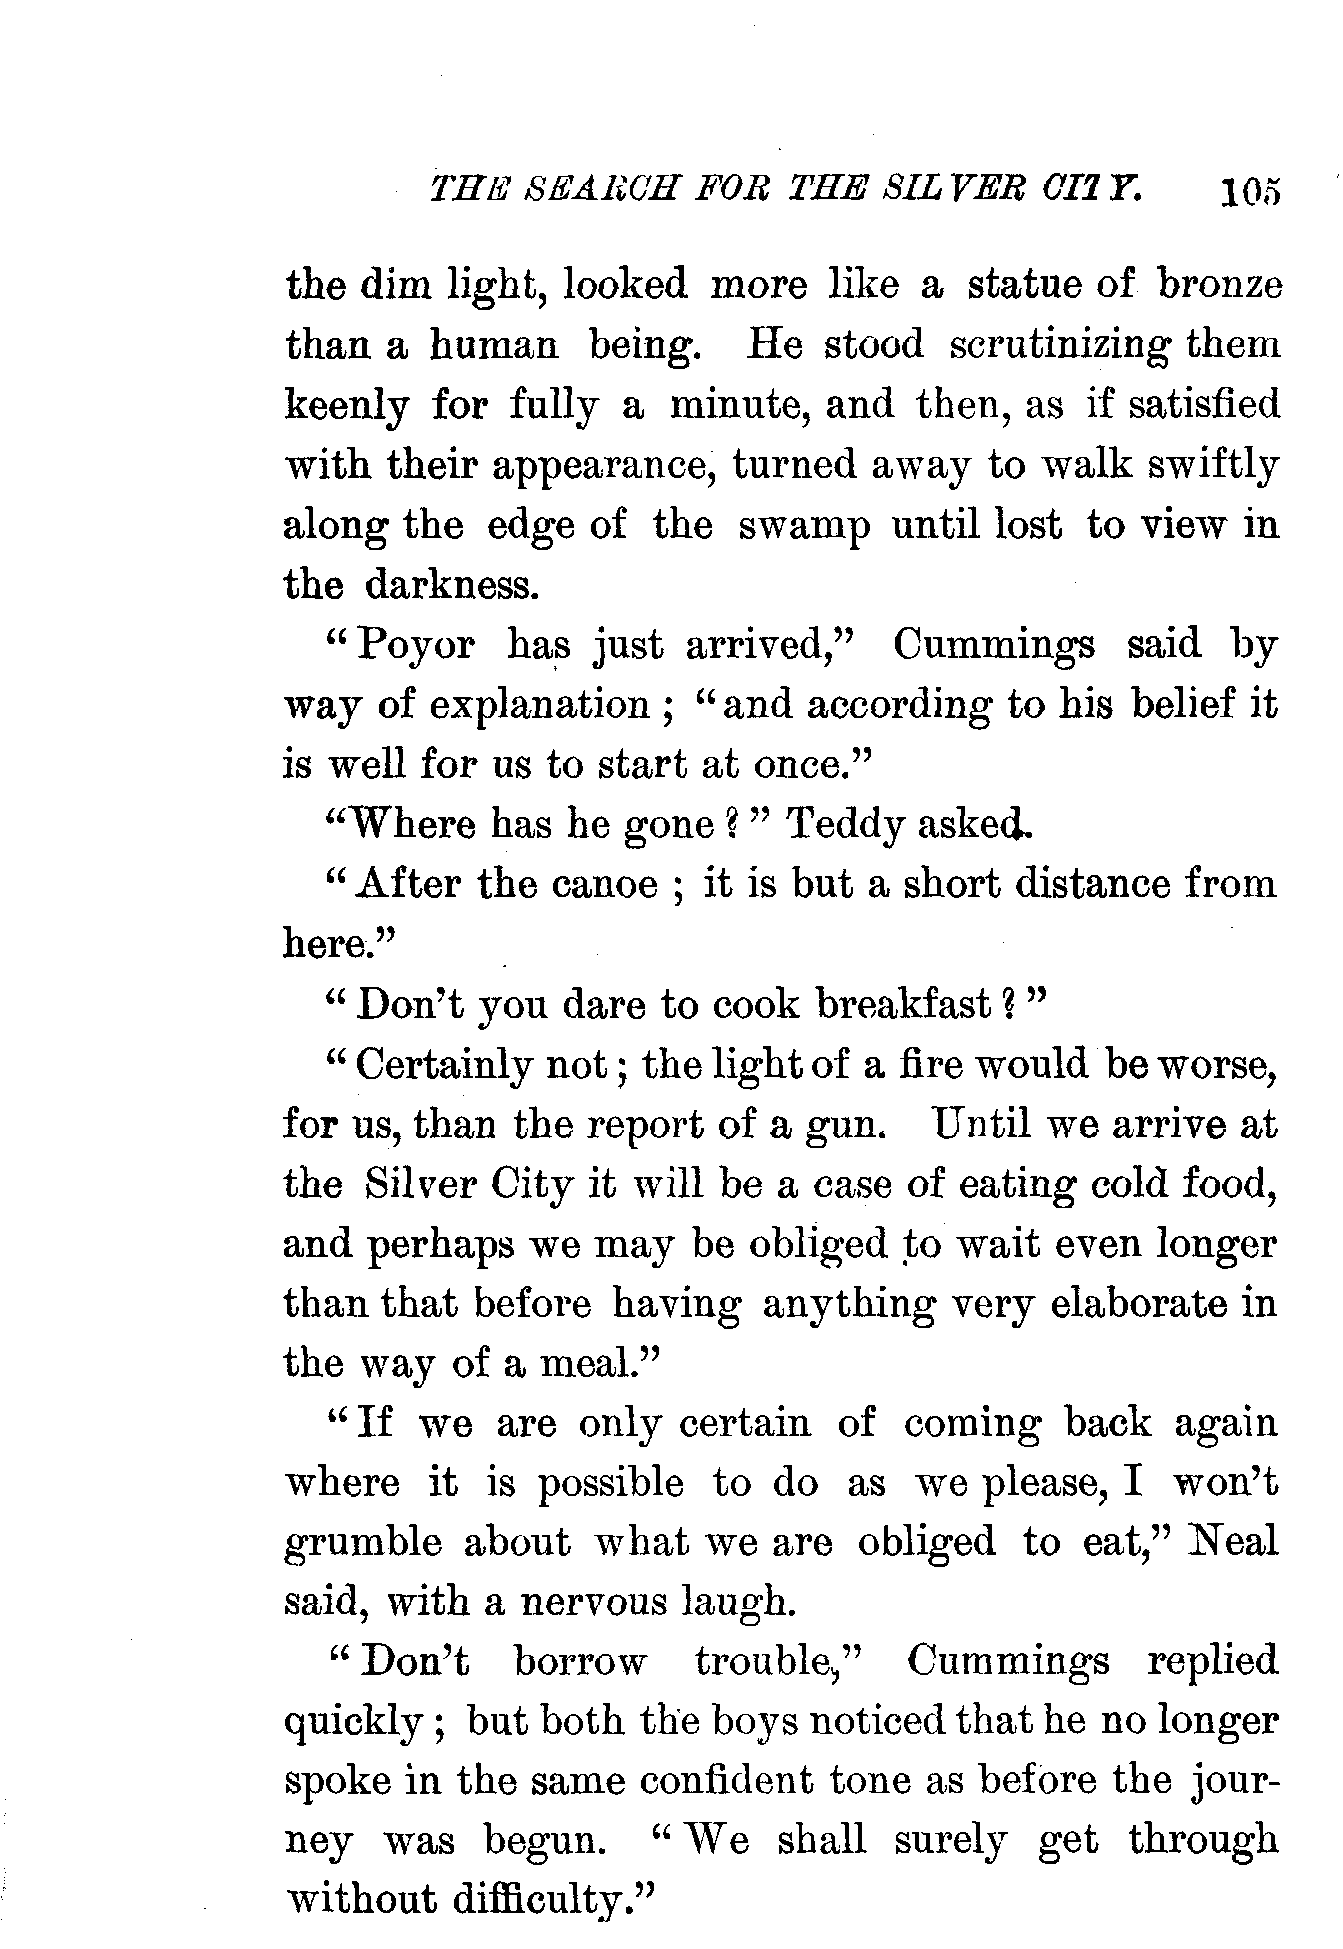 THE SEARCH FOR THE SILVER CITY. 105
the dim light, looked more like a statue of bronze
than a human being. He stood scrutinizing them
keenly for fully a minute, and then, as if satisfied
with their appearance, turned away to walk swiftly
along the edge of the swamp until lost to view in
the darkness.
"Poyor has just arrived," Cummings said by
way of explanation; "and according to his belief it
is well for us to start at once."
"Where has he gone?" Teddy asked.
"After the canoe; it is but a short distance from
here."
"Don't you dare to cook breakfast?"
"Certainly not; the light of a fire would be worse,
for us, than the report of a gun. Until we arrive at
the Silver City it will be a case of eating cold food,
and perhaps we may be obliged to wait even longer
than that before having anything very elaborate in
the way of a meal."
"If we are only certain of coming back again
where it is possible to do as we please, I won't
grumble about what we are obliged to eat," Neal
said, with a nervous laugh.
"Don't borrow trouble," Cummings replied
quickly; but both the boys noticed that he no longer
spoke in the same confident tone as before the jour-
ney was begun. "We shall surely get through
without difficulty."